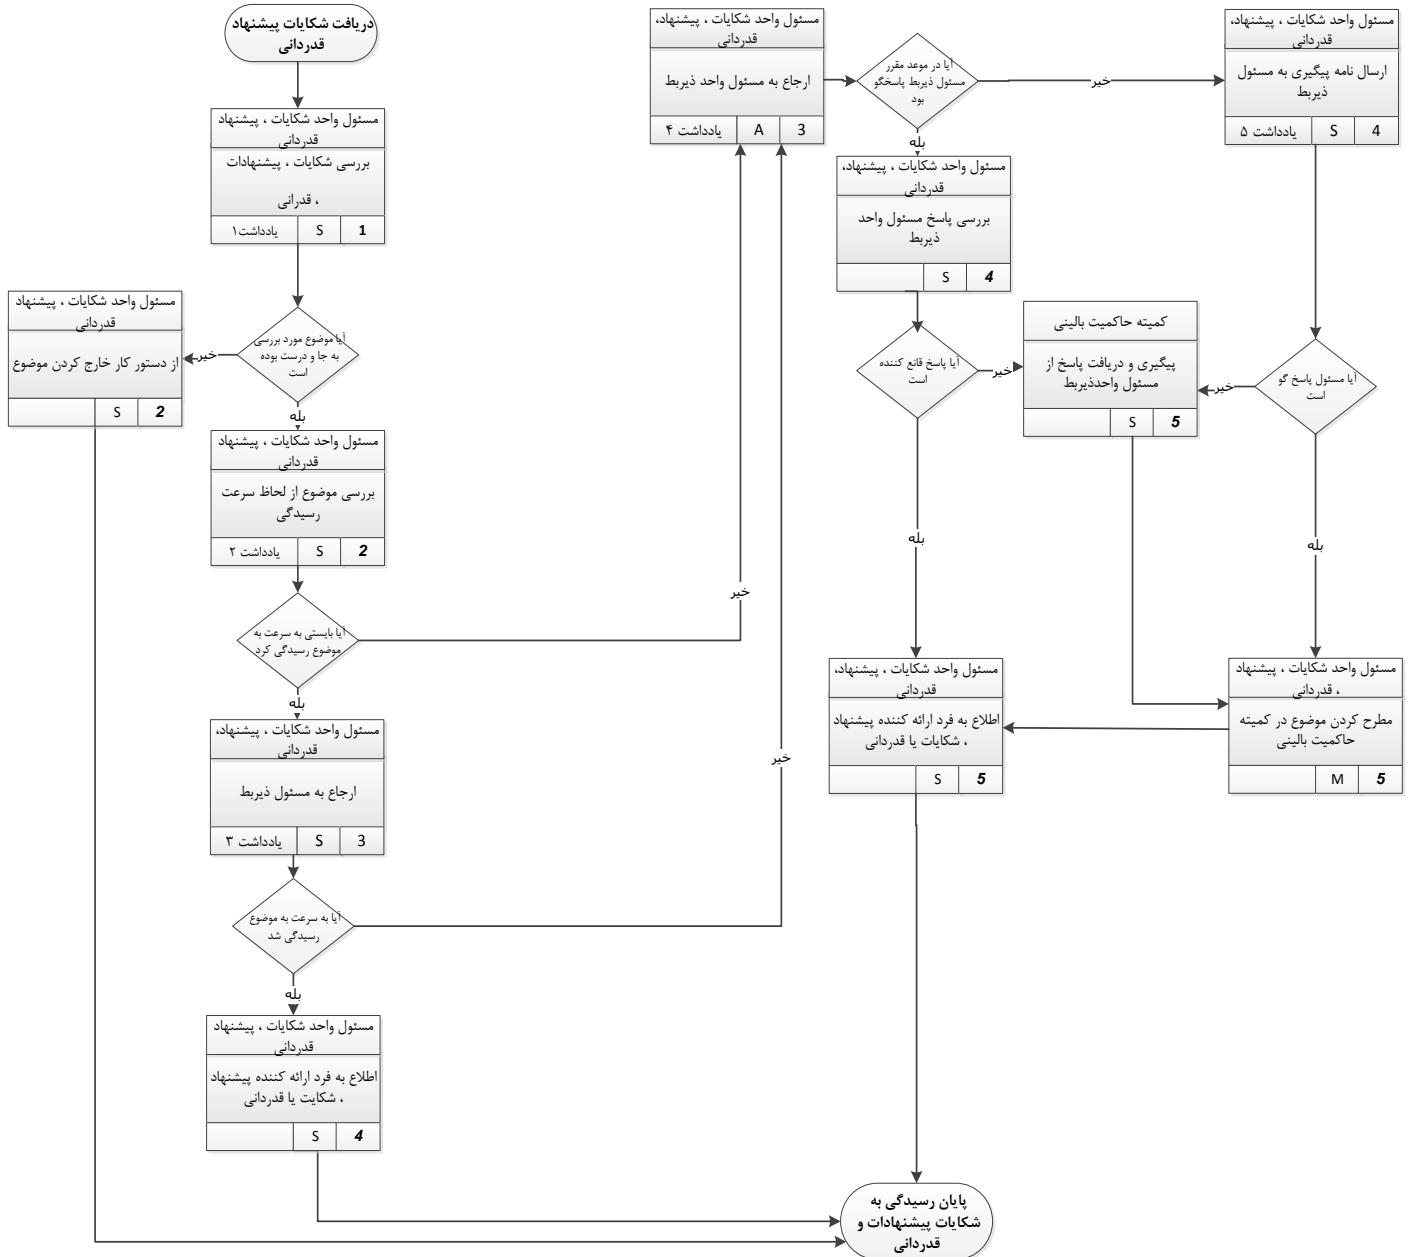 دریافت شکایات پیشنهاد
قدردانی
مسئول واحد شکایات ، پیشنهاد
قدردانی
بررسی شکایات ، پیشنهادات
، قدرانی
1
S
یادداشت۱
آیا موضوع مورد بررسی
به جا و درست بوده
است
خیر
مسئول واحد شکایات ، پیشنهاد
قدردانی
از دستور کار خارج کردن موضوع
2
S
بله
مسئول واحد شکایات ، پیشنهاد
قدردانی
بررسی موضوع از لحاظ سرعت
رسیدگی
2
S
یادداشت ۲
آیا بایستی به سرعت به
موضوع رسیدگی کرد
خیر
بله
مسئول واحد شکایات ، پیشنهاد،
قدردانی
ارجاع به مسئول ذیربط
3
S
یادداشت ۳
آیا به سرعت به موضوع
رسیدگی شد
خیر
بله
مسئول واحد شکایات ، پیشنهاد
قدردانی
اطلاع به فرد ارائه کننده پیشنهاد
، شکایت یا قدردانی
4
S
مسئول واحد شکایات ، پیشنهاد،
قدردانی
ارجاع به مسئول واحد ذیربط
3
A
یادداشت ۴
آیا در موعد مقرر
مسئول ذیربط پاسخگو
بود
خیر
بله
مسئول واحد شکایات ، پیشنهاد،
قدردانی
بررسی پاسخ مسئول واحد
ذیربط
4
S
آیا پاسخ قانع کننده
است
خیر
بله
مسئول واحد شکایات ، پیشنهاد،
قدردانی
ارسال نامه پیگیری به مسئول
ذیربط
4
S
یادداشت ۵
آیا مسئول پاسخ گو
است
خیر
بله
کمیته حاکمیت بالینی
پیگیری و دریافت پاسخ از
مسئول واحدذیربط
5
S
مسئول واحد شکایات ، پیشنهاد
، قدردانی
مطرح کردن موضوع در کمیته
حاکمیت بالینی
5
M
مسئول واحد شکایات ، پیشنهاد،
قدردانی
اطلاع به فرد ارائه کننده پیشنهاد
، شکایات یا قدردانی
5
S
پایان رسیدگی به
شکایات پیشنهادات و
قدردانی